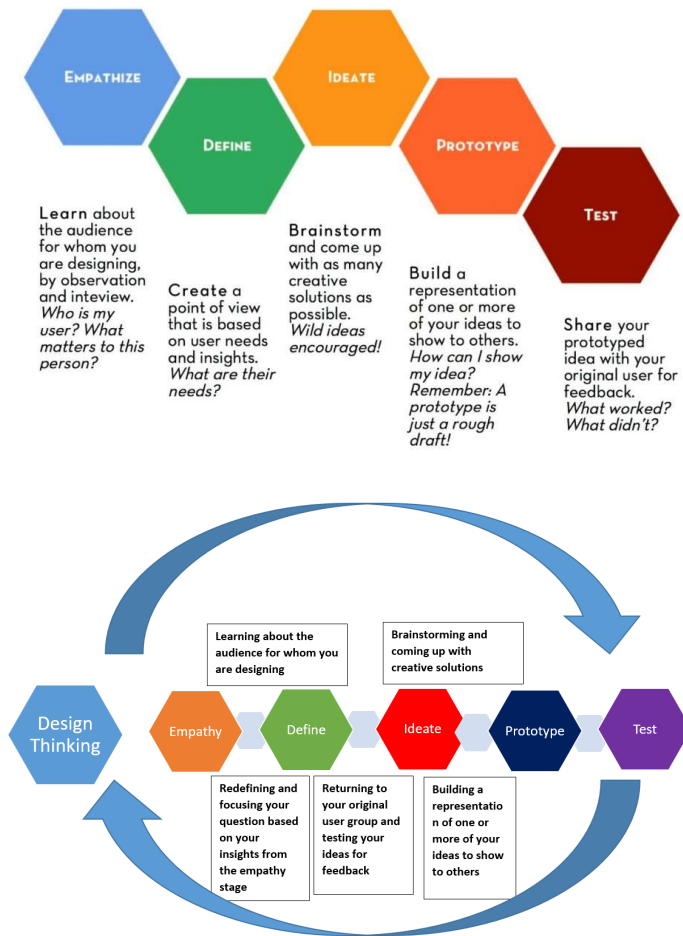 EMPATHIZE
DEFINE
IDEATE
PROTOTYPE
TEST
Learn about
the audience
for whom you
are designing,
by observation
and inteview.
Who is my
user? What
matters to this
person?
Create a
point of view
that is based
on user needs
and insights.
What are their
needs?
Brainstorm
and come up
with as many
creative
solutions as
possible.
Wild ideas
encouraged!
Build a
representation
of one or more
of your ideas to
show to others.
How can I show
my idea?
Remember: A
prototype is
just a rough
draft!
Share your
prototyped
idea with your
original user for
feedback.
What worked?
What didn't?
Learning about the
audience for whom you
are designing
Brainstorming and
coming up with
creative solutions
Design
Thinking
Empathy
Define
Ideate
Prototype
Test
Redefining and
focusing your
question based
on your
insights from
the empathy
stage
Returning to
your original
user group and
testing your
ideas for
feedback
Building a
representatio
n of one or
more of your
ideas to show
to others